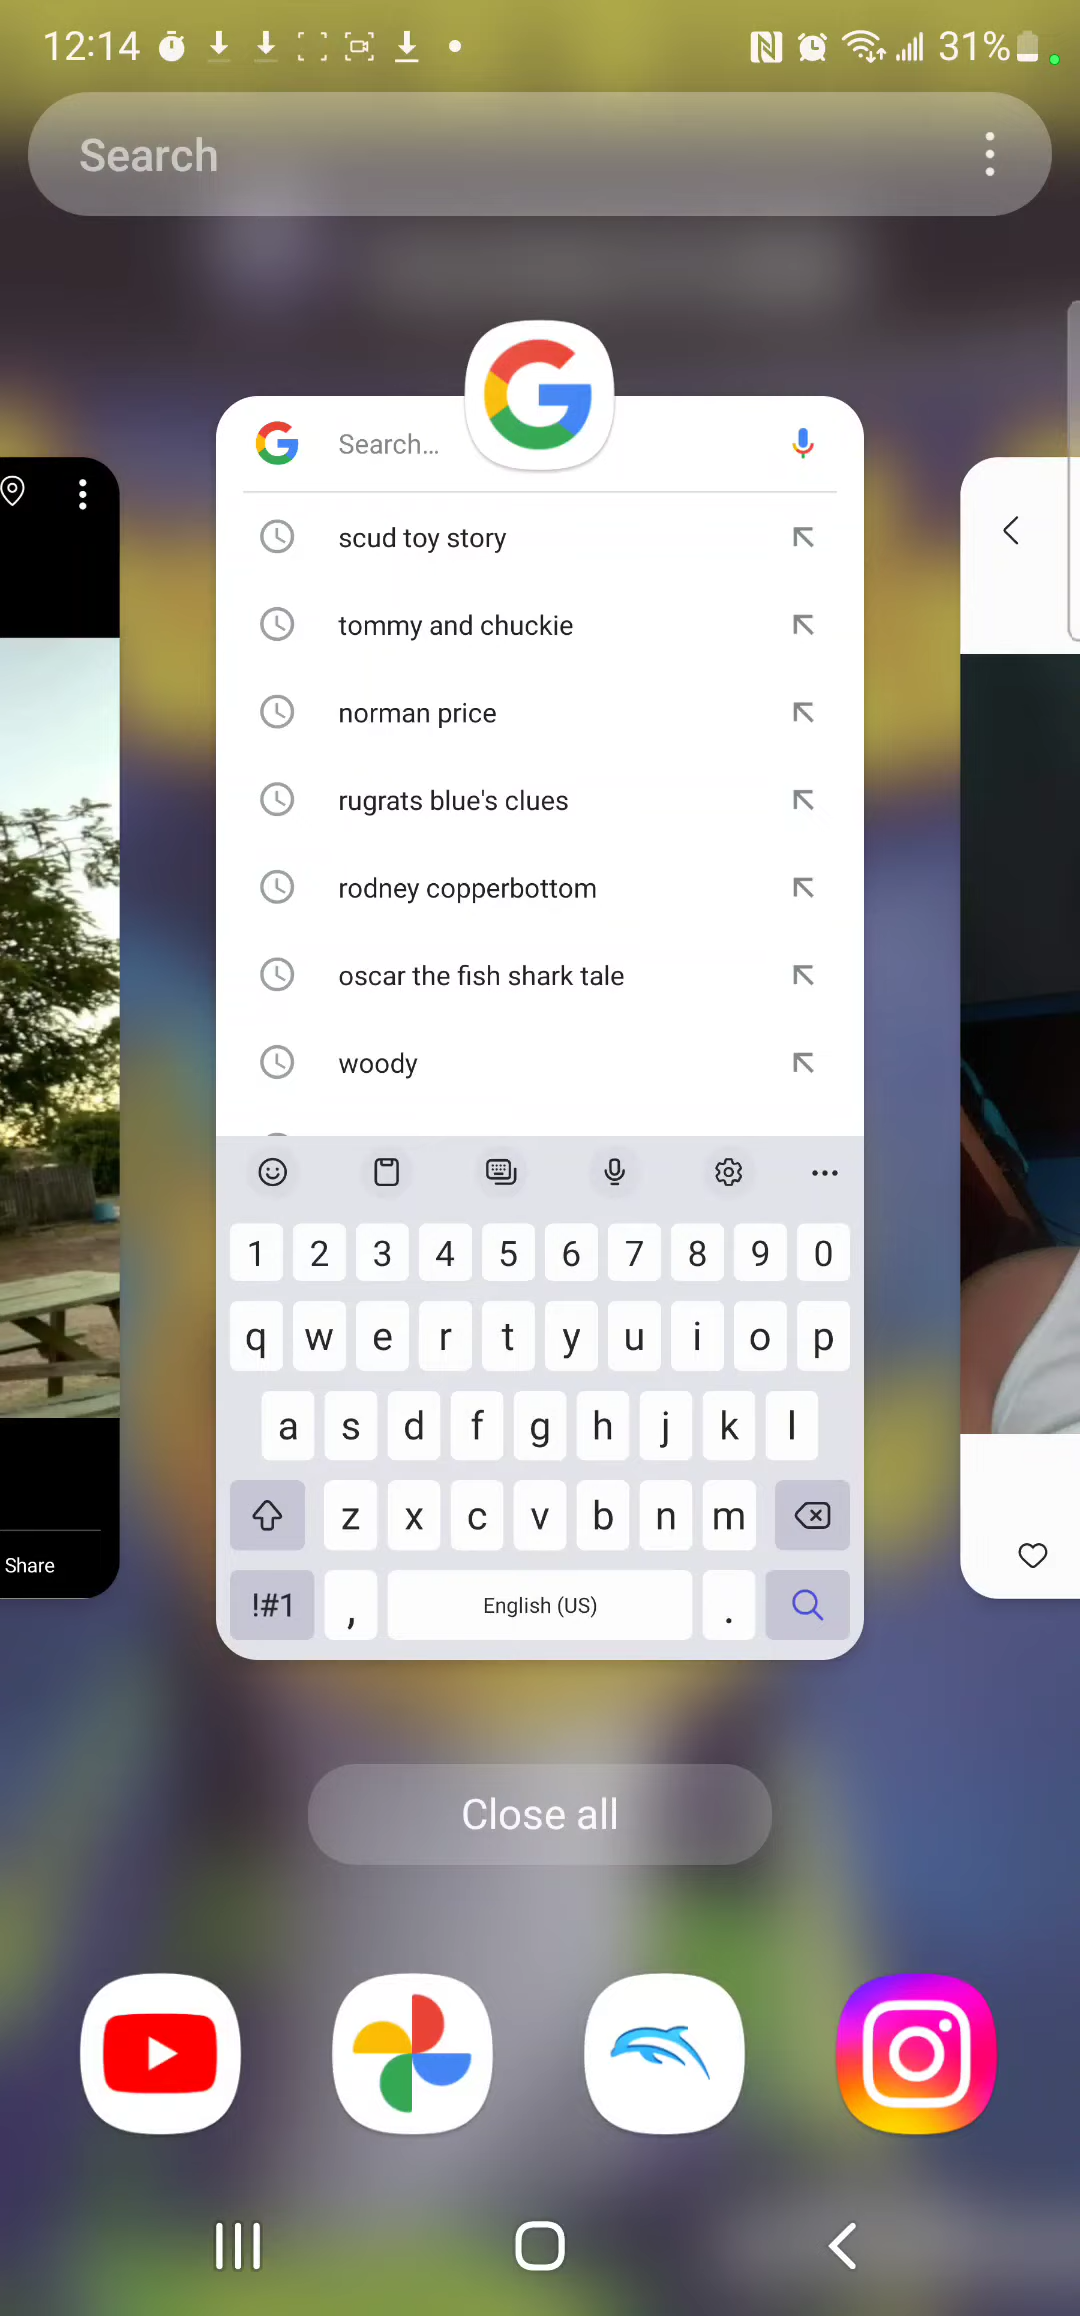 12:14
31%
Search
Search...
scud toy story
tommy and chuckie
norman price
rugrats blue's clues
rodney copperbottom
oscar the fish shark tale
woody
1 2 3 4 5 6 7 8 9 0
q w e r t y u i o p
a s d f g h j k l
z x c v b n m
!#1 , English (US) .
Share
Close all